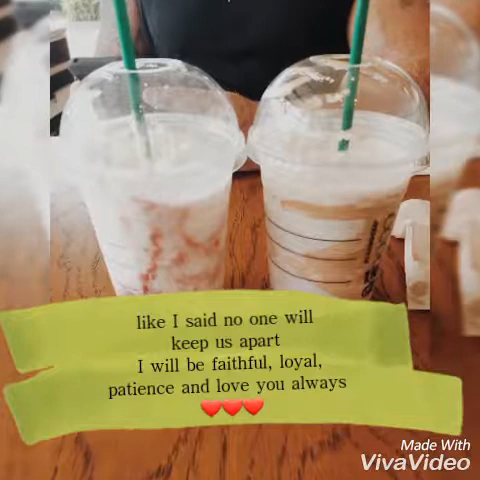 like I said no one will
keep us apart
I will be faithful, loyal,
patience and love you always
❤️❤️❤️
Made With
VivaVideo